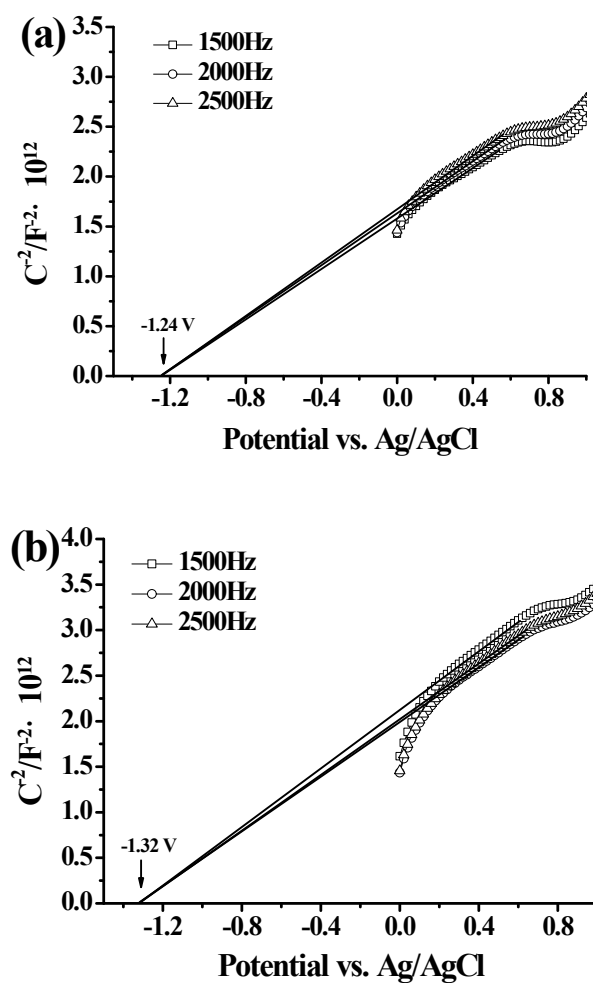 (a)
1500Hz
2000Hz
2500Hz
3.5
3.0
2.5
2.0
1.5
1.0
0.5
0.0
C⁻²/F⁻²· 10¹²
-1.24 V
-1.2 -0.8 -0.4 0.0 0.4 0.8
Potential vs. Ag/AgCl
(b)
1500Hz
2000Hz
2500Hz
4.0
3.5
3.0
2.5
2.0
1.5
1.0
0.5
0.0
C⁻²/F⁻²· 10¹²
-1.32 V
-1.2 -0.8 -0.4 0.0 0.4 0.8
Potential vs. Ag/AgCl